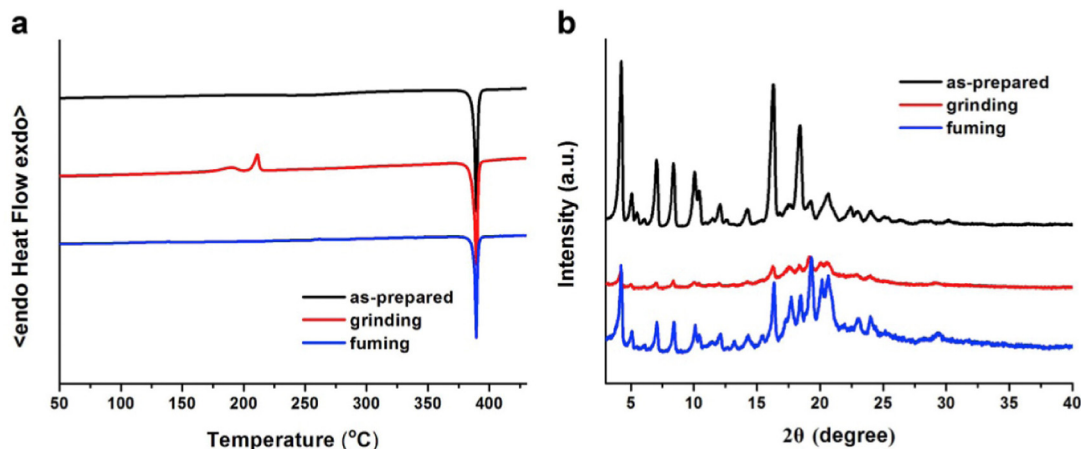 a
<endo Heat Flow exdo>
as-prepared
grinding
fuming
50 100 150 200 250 300 350 400
Temperature (°C)
b
Intensity (a.u.)
as-prepared
grinding
fuming
5 10 15 20 25 30 35 40
2θ (degree)